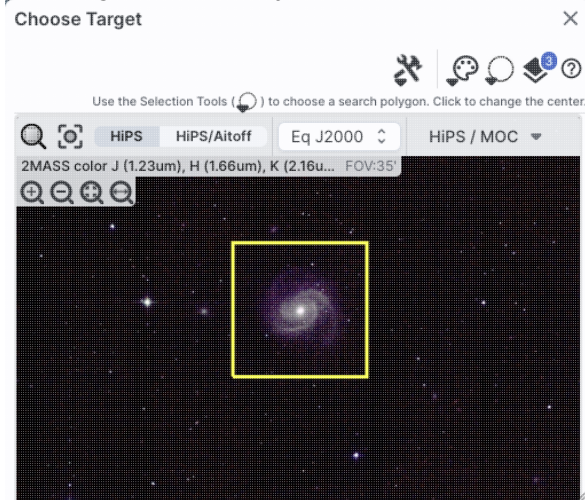 Choose Target
3
Use the Selection Tools ( ) to choose a search polygon. Click to change the center.
HiPS HiPS/Aitoff Eq J2000 HiPS / MOC
2MASS color J (1.23um), H (1.66um), K (2.16u... FOV:35'